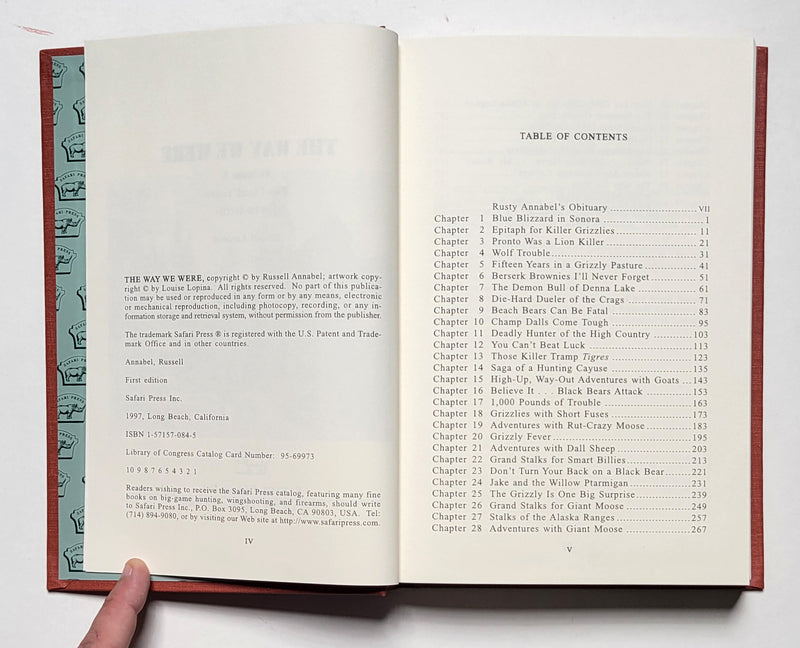 SAFARI PRESS
THE WAY WE WERE, copyright © by Russell Annabel; artwork copy-
right © by Louise Lopina. All rights reserved. No part of this publica-
tion may be used or reproduced in any form or by any means, electronic
or mechanical reproduction, including photocopy, recording, or any in-
formation storage and retrieval system, without permission from the publisher.
The trademark Safari Press ® is registered with the U.S. Patent and Trade-
mark Office and in other countries.
Annabel, Russell
First edition
Safari Press Inc.
1997, Long Beach, California
ISBN 1-57157-084-5
Library of Congress Catalog Card Number: 95-69973
10 9 8 7 6 5 4 3 2 1
Readers wishing to receive the Safari Press catalog, featuring many fine
books on big-game hunting, wingshooting, and firearms, should write
to Safari Press Inc., P.O. Box 3095, Long Beach, CA 90803, USA. Tel:
(714) 894-9080, or by visiting our Web site at http://www.safaripress.com.
IV
TABLE OF CONTENTS
Rusty Annabel's Obituary ........................ VII
Chapter 1 Blue Blizzard in Sonora ........................ 1
Chapter 2 Epitaph for Killer Grizzlies ........................ 11
Chapter 3 Pronto Was a Lion Killer ........................ 21
Chapter 4 Wolf Trouble ........................ 31
Chapter 5 Fifteen Years in a Grizzly Pasture ........................ 41
Chapter 6 Berserk Brownies I'll Never Forget ........................ 51
Chapter 7 The Demon Bull of Denna Lake ........................ 61
Chapter 8 Die-Hard Dueler of the Crags ........................ 71
Chapter 9 Beach Bears Can Be Fatal ........................ 83
Chapter 10 Champ Dalls Come Tough ........................ 95
Chapter 11 Deadly Hunter of the High Country ........................ 103
Chapter 12 You Can't Beat Luck ........................ 113
Chapter 13 Those Killer Tramp Tigres ........................ 123
Chapter 14 Saga of a Hunting Cayuse ........................ 135
Chapter 15 High-Up, Way-Out Adventures with Goats ... 143
Chapter 16 Believe It . . . Black Bears Attack ........................ 153
Chapter 17 1,000 Pounds of Trouble ........................ 163
Chapter 18 Grizzlies with Short Fuses ........................ 173
Chapter 19 Adventures with Rut-Crazy Moose ........................ 183
Chapter 20 Grizzly Fever ........................ 195
Chapter 21 Adventures with Dall Sheep ........................ 203
Chapter 22 Grand Stalks for Smart Billies ........................ 213
Chapter 23 Don't Turn Your Back on a Black Bear ........................ 221
Chapter 24 Jake and the Willow Ptarmigan ........................ 231
Chapter 25 The Grizzly Is One Big Surprise ........................ 239
Chapter 26 Grand Stalks for Giant Moose ........................ 249
Chapter 27 Stalks of the Alaska Ranges ........................ 257
Chapter 28 Adventures with Giant Moose ........................ 267
V